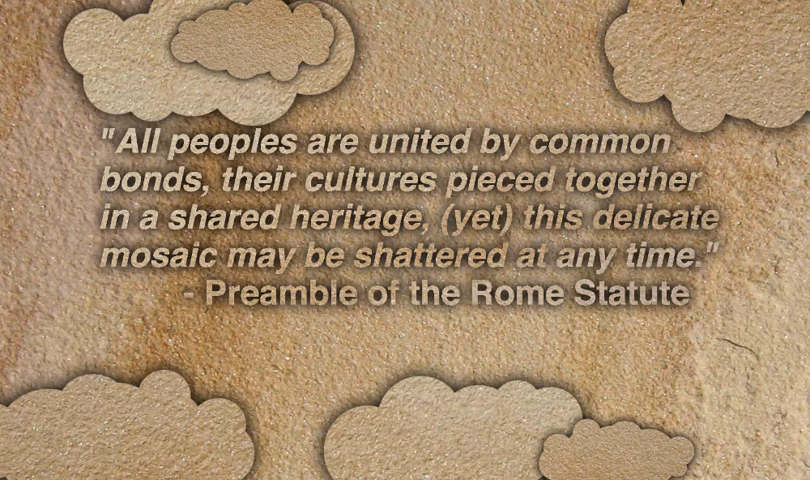 "All peoples are united by common
bonds, their cultures pieced together
in a shared heritage, (yet) this delicate
mosaic may be shattered at any time."
- Preamble of the Rome Statute